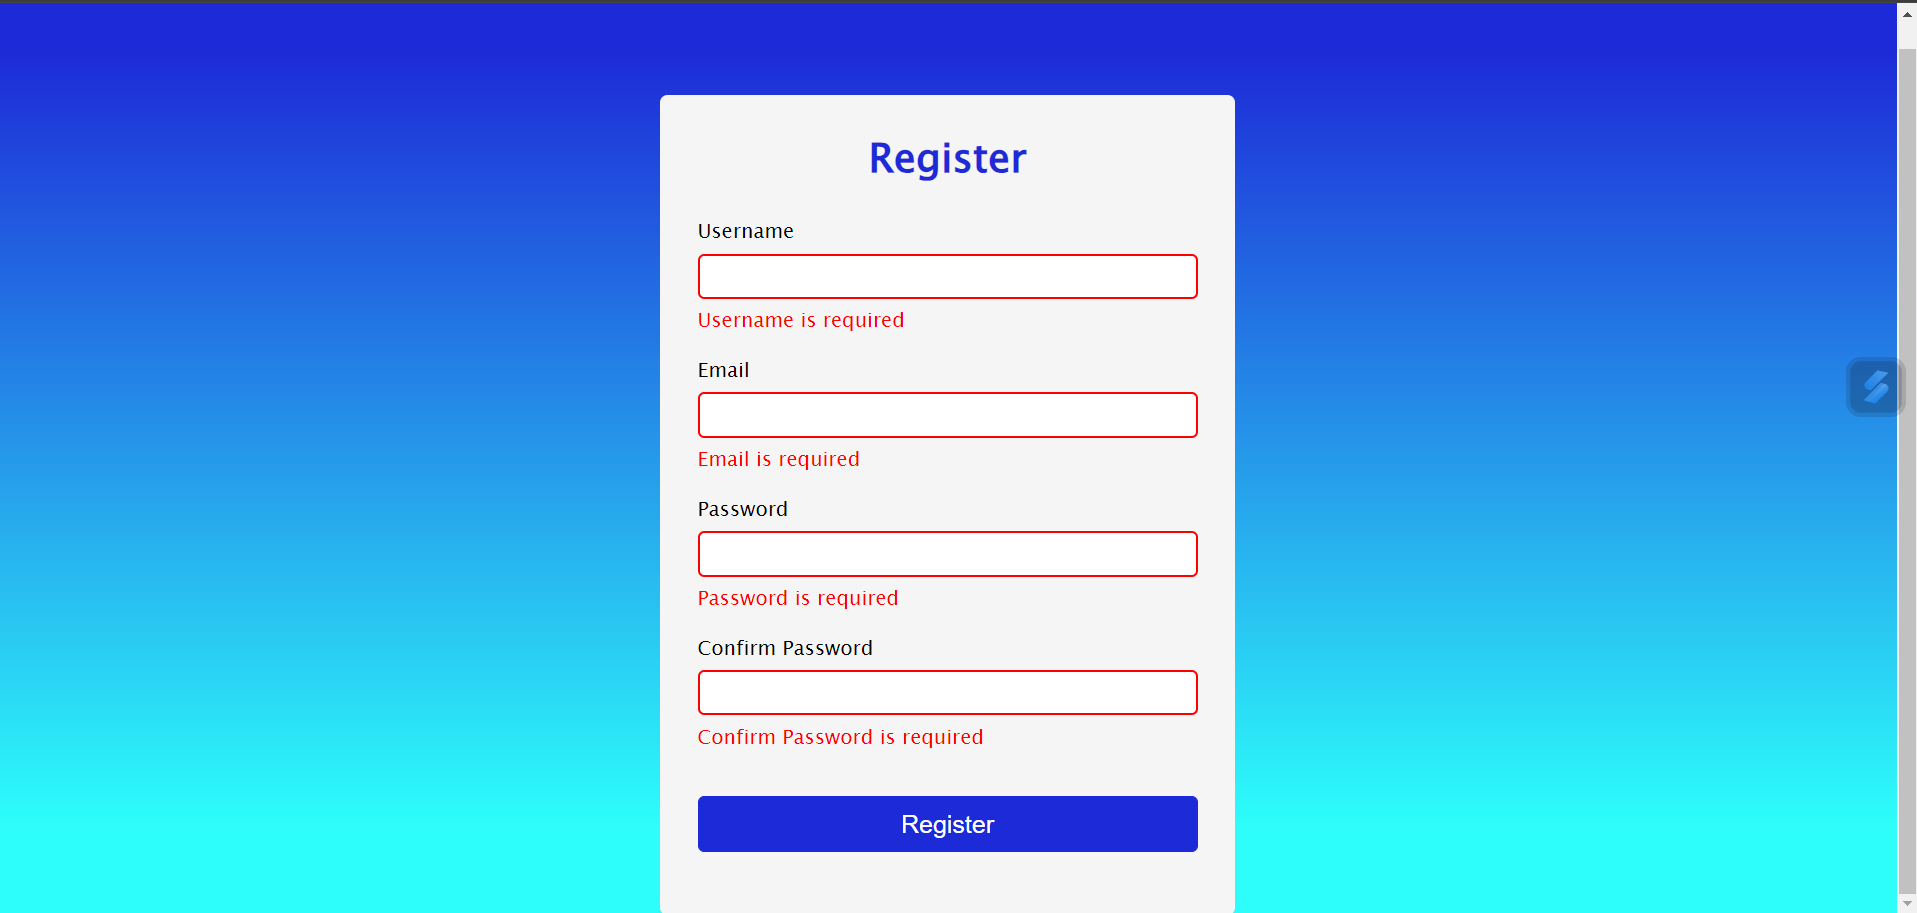 Register
Username
Username is required
Email
Email is required
Password
Password is required
Confirm Password
Confirm Password is required
Register